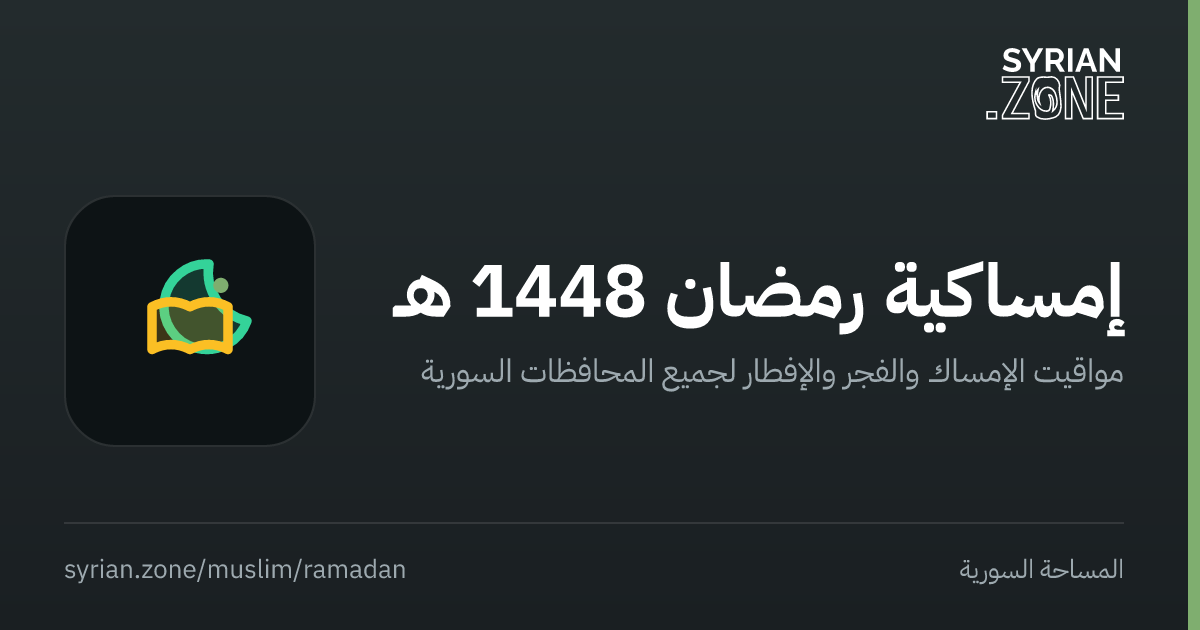 SYRIAN
.ZONE
إمساكية رمضان 1448 هـ
مواقيت الإمساك والفجر والإفطار لجميع المحافظات السورية
المساحة السورية
syrian.zone/muslim/ramadan